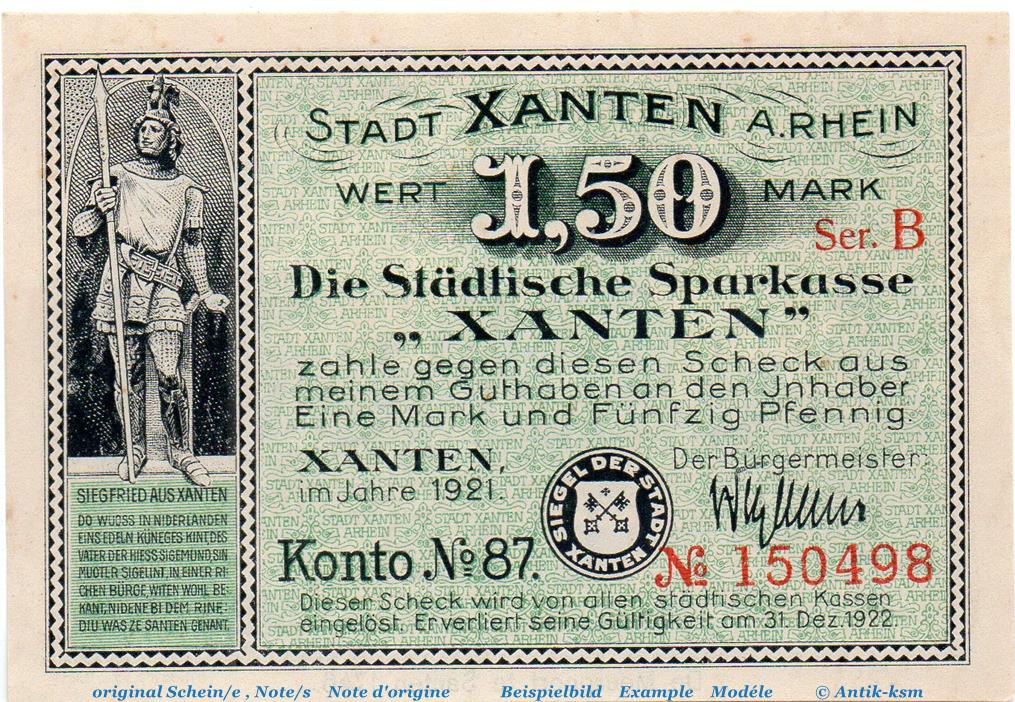 STADT XANTEN A. RHEIN
WERT 1,50 MARK
Ser. B
Die Städtische Sparkasse
„XANTEN”
zahle gegen diesen Scheck aus
meinem Guthaben an den Jnhaber
Eine Mark und Fünfzig Pfennig.
XANTEN,
im Jahre 1921.
Der Bürgermeister:
SIEGEL DER STADT XANTEN
Konto No 87.
No 150498
Dieser Scheck wird von allen städtischen Kassen
eingelöst. Er verliert seine Gültigkeit am 31. Dez. 1922.
SIEGFRIED AUS XANTEN
DO WUOSS IN NIDERLANDEN
EINS EDELN KÜNEGES KINT, DES
VATER DER HIESS SIGEMUND, SIN
MUOTER SIGELINT, IN EINER RI-
CHEN BÜRGE, WITEN WOHL BE-
KANT, NIDENE BI DEM RINE.
DIU WAS ZE SANTEN GENANT.
original Schein/e , Note/s Note d'origine Beispielbild Example Modéle © Antik-ksm